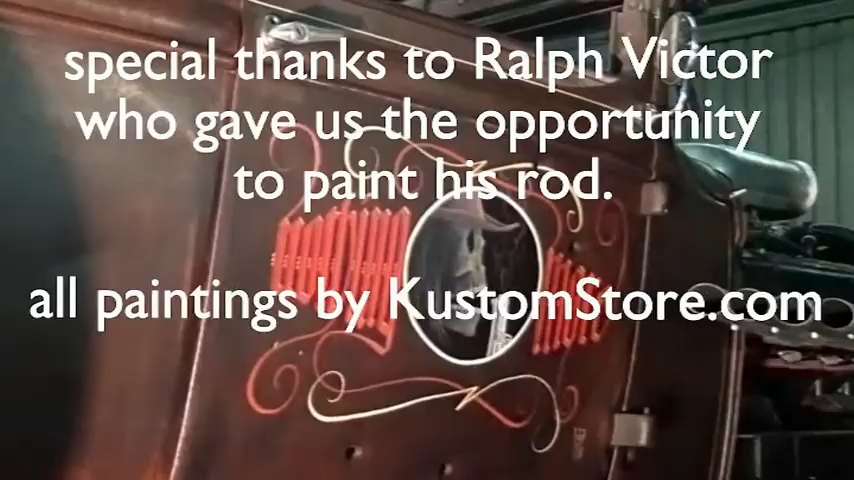 special thanks to Ralph Victor
who gave us the opportunity
to paint his rod.
all paintings by KustomStore.com